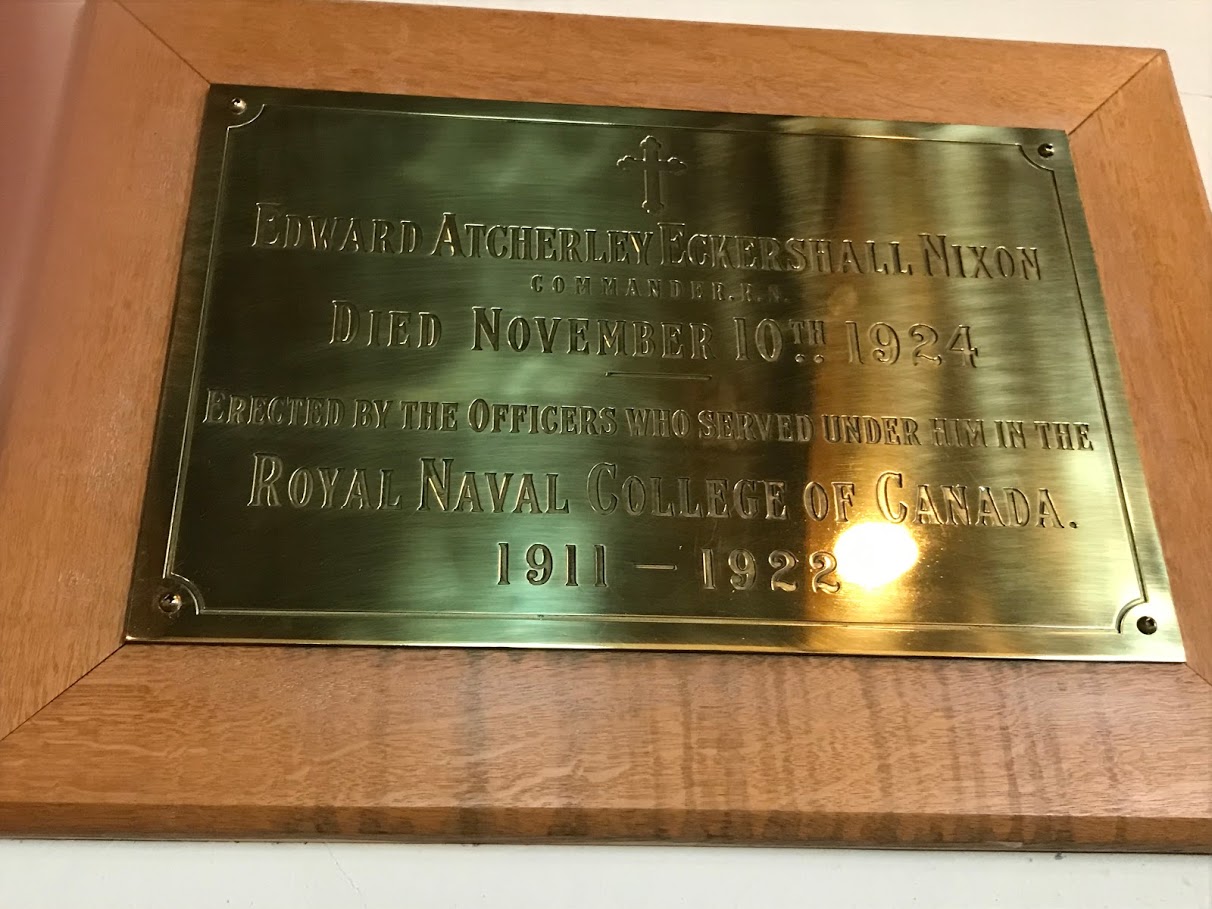 EDWARD ATCHERLEY ECKERSHALL NIXON
COMMANDER. R. N.
DIED NOVEMBER 10TH 1924
ERECTED BY THE OFFICERS WHO SERVED UNDER HIM IN THE
ROYAL NAVAL COLLEGE OF CANADA.
1911 — 1922